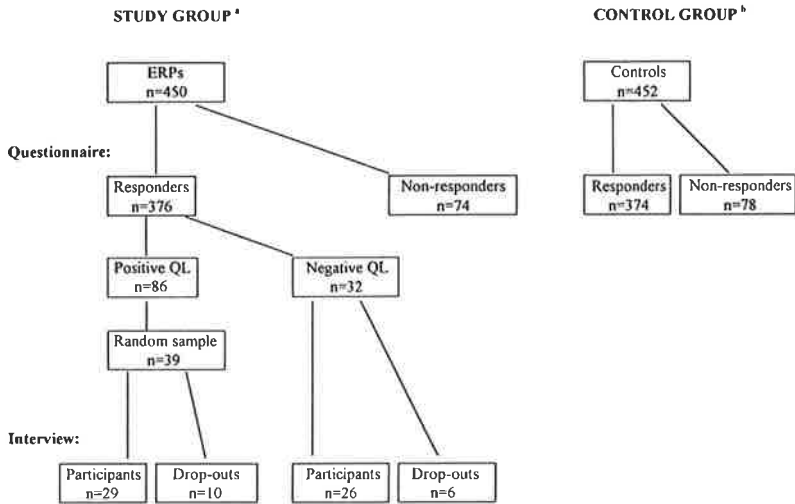 STUDY GROUP a
CONTROL GROUP b
ERPs
n=450
Controls
n=452
Questionnaire:
Responders
n=376
Non-responders
n=74
Responders
n=374
Non-responders
n=78
Positive QL
n=86
Negative QL
n=32
Random sample
n=39
Interview:
Participants
n=29
Drop-outs
n=10
Participants
n=26
Drop-outs
n=6